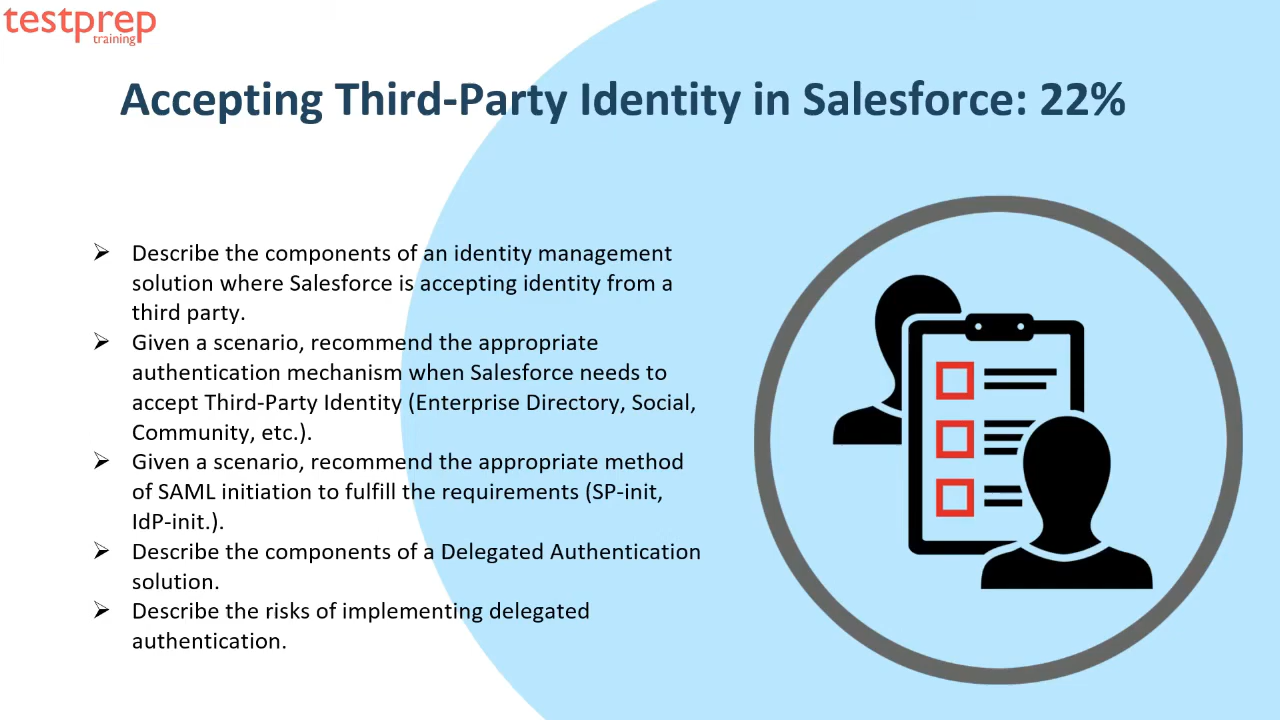 testprep
training
Accepting Third-Party Identity in Salesforce: 22%
➢ Describe the components of an identity management
solution where Salesforce is accepting identity from a
third party.
➢ Given a scenario, recommend the appropriate
authentication mechanism when Salesforce needs to
accept Third-Party Identity (Enterprise Directory, Social,
Community, etc.).
➢ Given a scenario, recommend the appropriate method
of SAML initiation to fulfill the requirements (SP-init,
IdP-init.).
➢ Describe the components of a Delegated Authentication
solution.
➢ Describe the risks of implementing delegated
authentication.